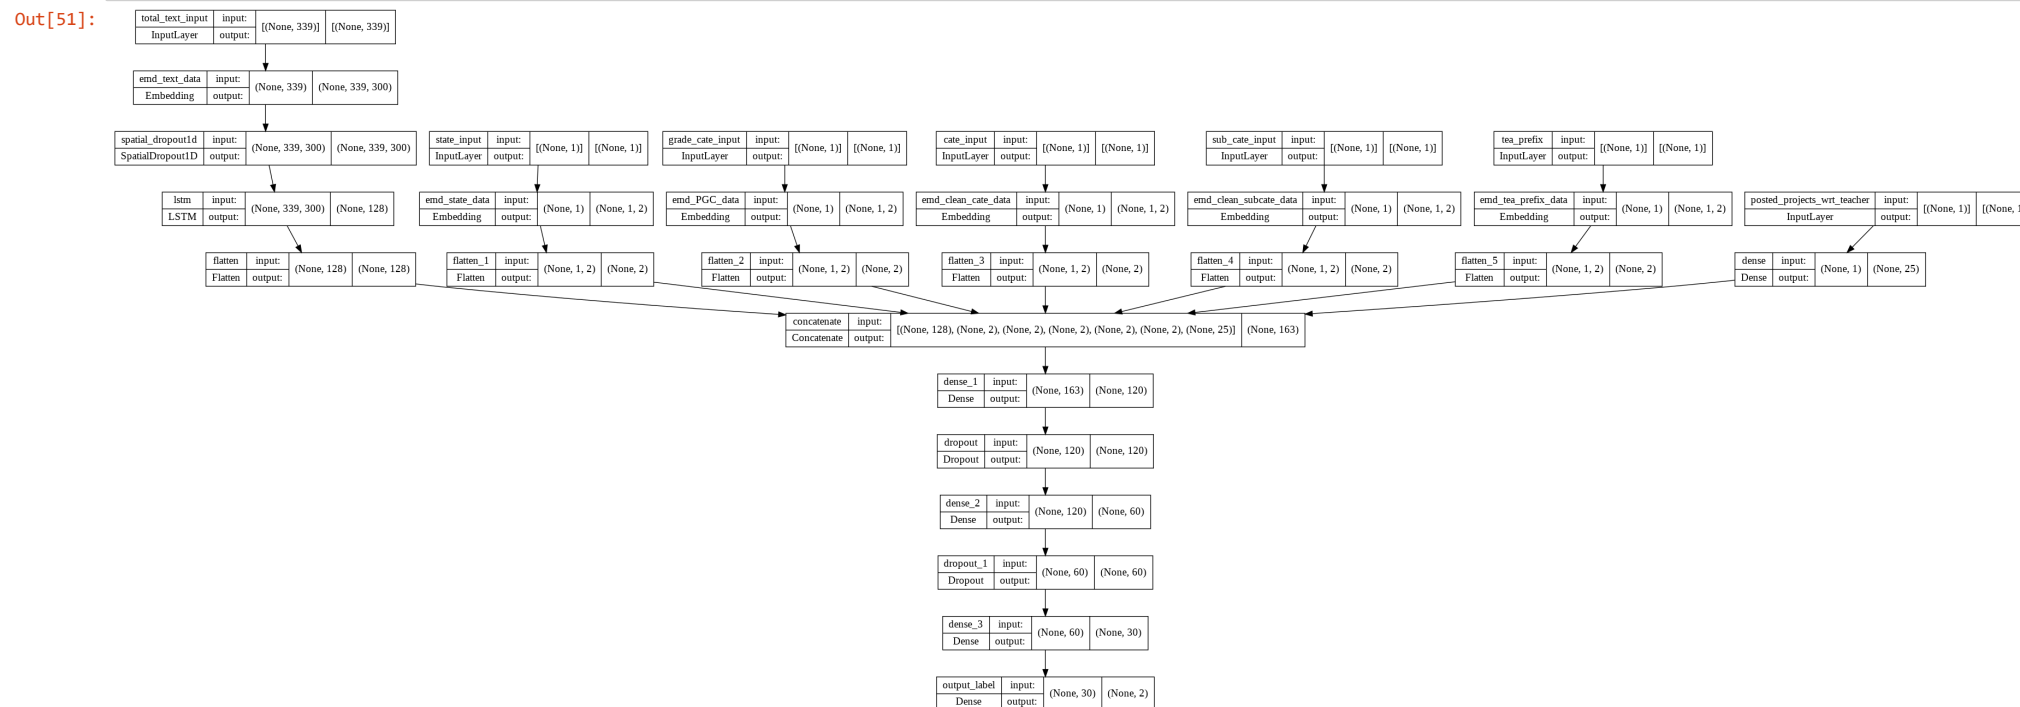 Out[51]:
total_text_input input: [(None, 339)] [(None, 339)]
InputLayer output:
emd_text_data input: (None, 339) (None, 339, 300)
Embedding output:
spatial_dropout1d input: (None, 339, 300) (None, 339, 300)
SpatialDropout1D output:
state_input input: [(None, 1)] [(None, 1)]
InputLayer output:
grade_cate_input input: [(None, 1)] [(None, 1)]
InputLayer output:
cate_input input: [(None, 1)] [(None, 1)]
InputLayer output:
sub_cate_input input: [(None, 1)] [(None, 1)]
InputLayer output:
tea_prefix input: [(None, 1)] [(None, 1)]
InputLayer output:
lstm input: (None, 339, 300) (None, 128)
LSTM output:
emd_state_data input: (None, 1) (None, 1, 2)
Embedding output:
emd_PGC_data input: (None, 1) (None, 1, 2)
Embedding output:
emd_clean_cate_data input: (None, 1) (None, 1, 2)
Embedding output:
emd_clean_subcate_data input: (None, 1) (None, 1, 2)
Embedding output:
emd_tea_prefix_data input: (None, 1) (None, 1, 2)
Embedding output:
posted_projects_wrt_teacher input: [(None, 1)] [(None, 1
InputLayer output:
flatten input: (None, 128) (None, 128)
Flatten output:
flatten_1 input: (None, 1, 2) (None, 2)
Flatten output:
flatten_2 input: (None, 1, 2) (None, 2)
Flatten output:
flatten_3 input: (None, 1, 2) (None, 2)
Flatten output:
flatten_4 input: (None, 1, 2) (None, 2)
Flatten output:
flatten_5 input: (None, 1, 2) (None, 2)
Flatten output:
dense input: (None, 1) (None, 25)
Dense output:
concatenate input: [(None, 128), (None, 2), (None, 2), (None, 2), (None, 2), (None, 2), (None, 25)] (None, 163)
Concatenate output:
dense_1 input: (None, 163) (None, 120)
Dense output:
dropout input: (None, 120) (None, 120)
Dropout output:
dense_2 input: (None, 120) (None, 60)
Dense output:
dropout_1 input: (None, 60) (None, 60)
Dropout output:
dense_3 input: (None, 60) (None, 30)
Dense output:
output_label input: (None, 30) (None, 2)
Dense output: